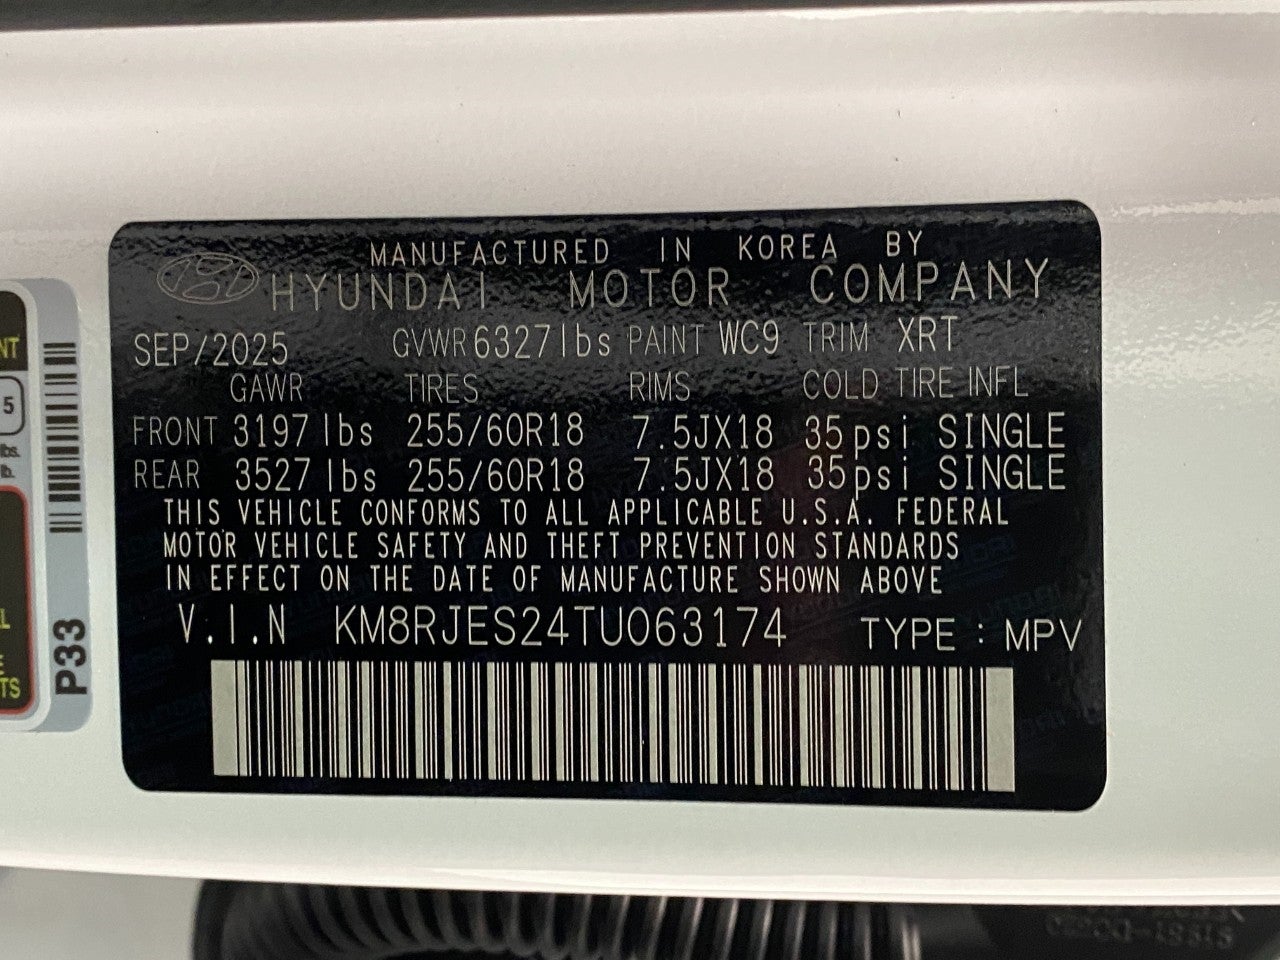 MANUFACTURED IN KOREA BY
HYUNDAI MOTOR COMPANY
SEP/2025 GVWR 6327lbs PAINT WC9 TRIM XRT
GAWR TIRES RIMS COLD TIRE INFL
FRONT 3197lbs 255/60R18 7.5JX18 35psi SINGLE
REAR 3527lbs 255/60R18 7.5JX18 35psi SINGLE
THIS VEHICLE CONFORMS TO ALL APPLICABLE U.S.A. FEDERAL
MOTOR VEHICLE SAFETY AND THEFT PREVENTION STANDARDS
IN EFFECT ON THE DATE OF MANUFACTURE SHOWN ABOVE
V.I.N KM8RJES24TU063174 TYPE : MPV
5
lbs.
lb.
P33